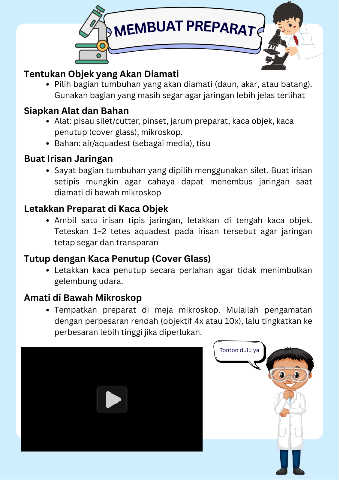 MEMBUAT PREPARAT
Tentukan Objek yang Akan Diamati
• Pilih bagian tumbuhan yang akan diamati (daun, akar, atau batang).
Gunakan bagian yang masih segar agar jaringan lebih jelas terlihat
Siapkan Alat dan Bahan
• Alat: pisau silet/cutter, pinset, jarum preparat, kaca objek, kaca
penutup (cover glass), mikroskop.
• Bahan: air/aquadest (sebagai media), tisu
Buat Irisan Jaringan
• Sayat bagian tumbuhan yang dipilih menggunakan silet. Buat irisan
setipis mungkin agar cahaya dapat menembus jaringan saat
diamati di bawah mikroskop
Letakkan Preparat di Kaca Objek
• Ambil satu irisan tipis jaringan, letakkan di tengah kaca objek.
Teteskan 1–2 tetes aquadest pada irisan tersebut agar jaringan
tetap segar dan transparan
Tutup dengan Kaca Penutup (Cover Glass)
• Letakkan kaca penutup secara perlahan agar tidak menimbulkan
gelembung udara.
Amati di Bawah Mikroskop
• Tempatkan preparat di meja mikroskop. Mulailah pengamatan
dengan perbesaran rendah (objektif 4x atau 10x), lalu tingkatkan ke
perbesaran lebih tinggi jika diperlukan.
Tonton dulu ya